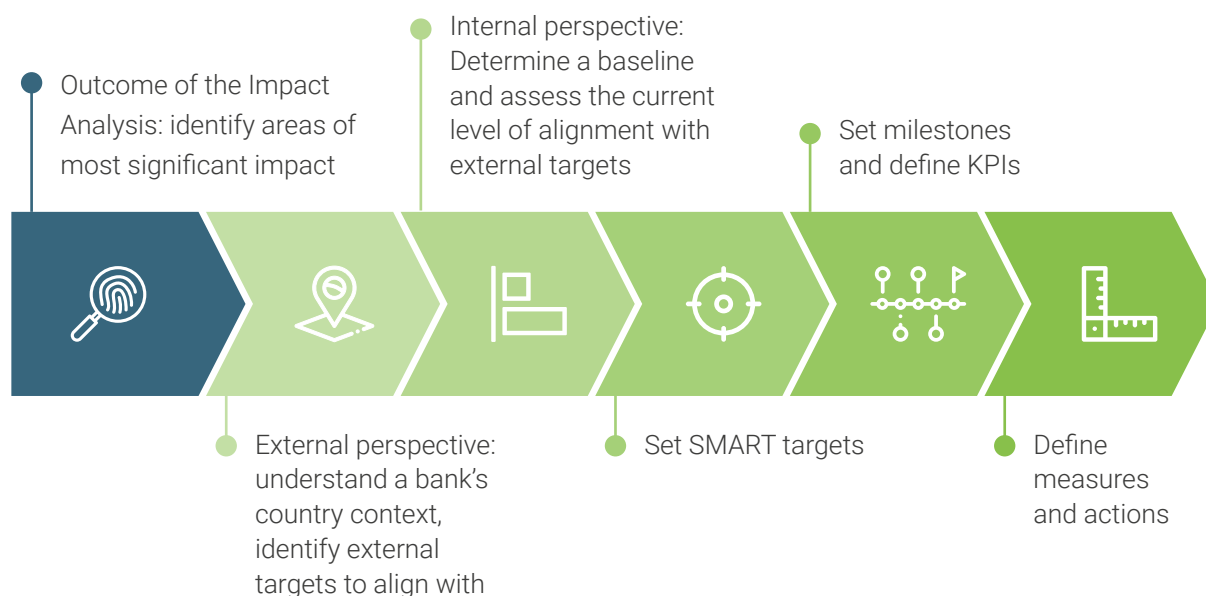 Outcome of the Impact
Analysis: identify areas of
most significant impact
External perspective:
understand a bank's
country context,
identify external
targets to align with
Internal perspective:
Determine a baseline
and assess the current
level of alignment with
external targets
Set SMART targets
Set milestones
and define KPIs
Define
measures
and actions